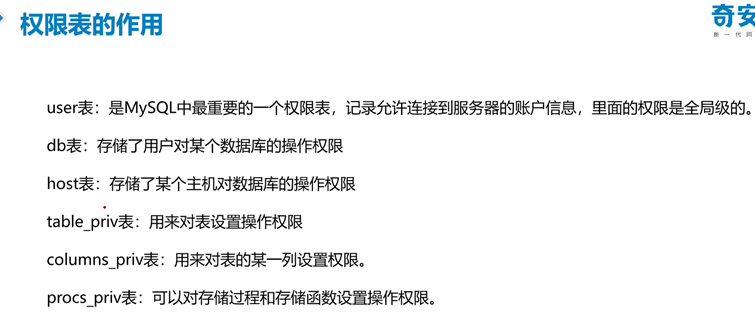 权限表的作用
奇安
新一代网
user表：是MySQL中最重要的一个权限表，记录允许连接到服务器的账户信息，里面的权限是全局级的。
db表：存储了用户对某个数据库的操作权限
host表：存储了某个主机对数据库的操作权限
table_priv表：用来对表设置操作权限
columns_priv表：用来对表的某一列设置权限。
procs_priv表：可以对存储过程和存储函数设置操作权限。